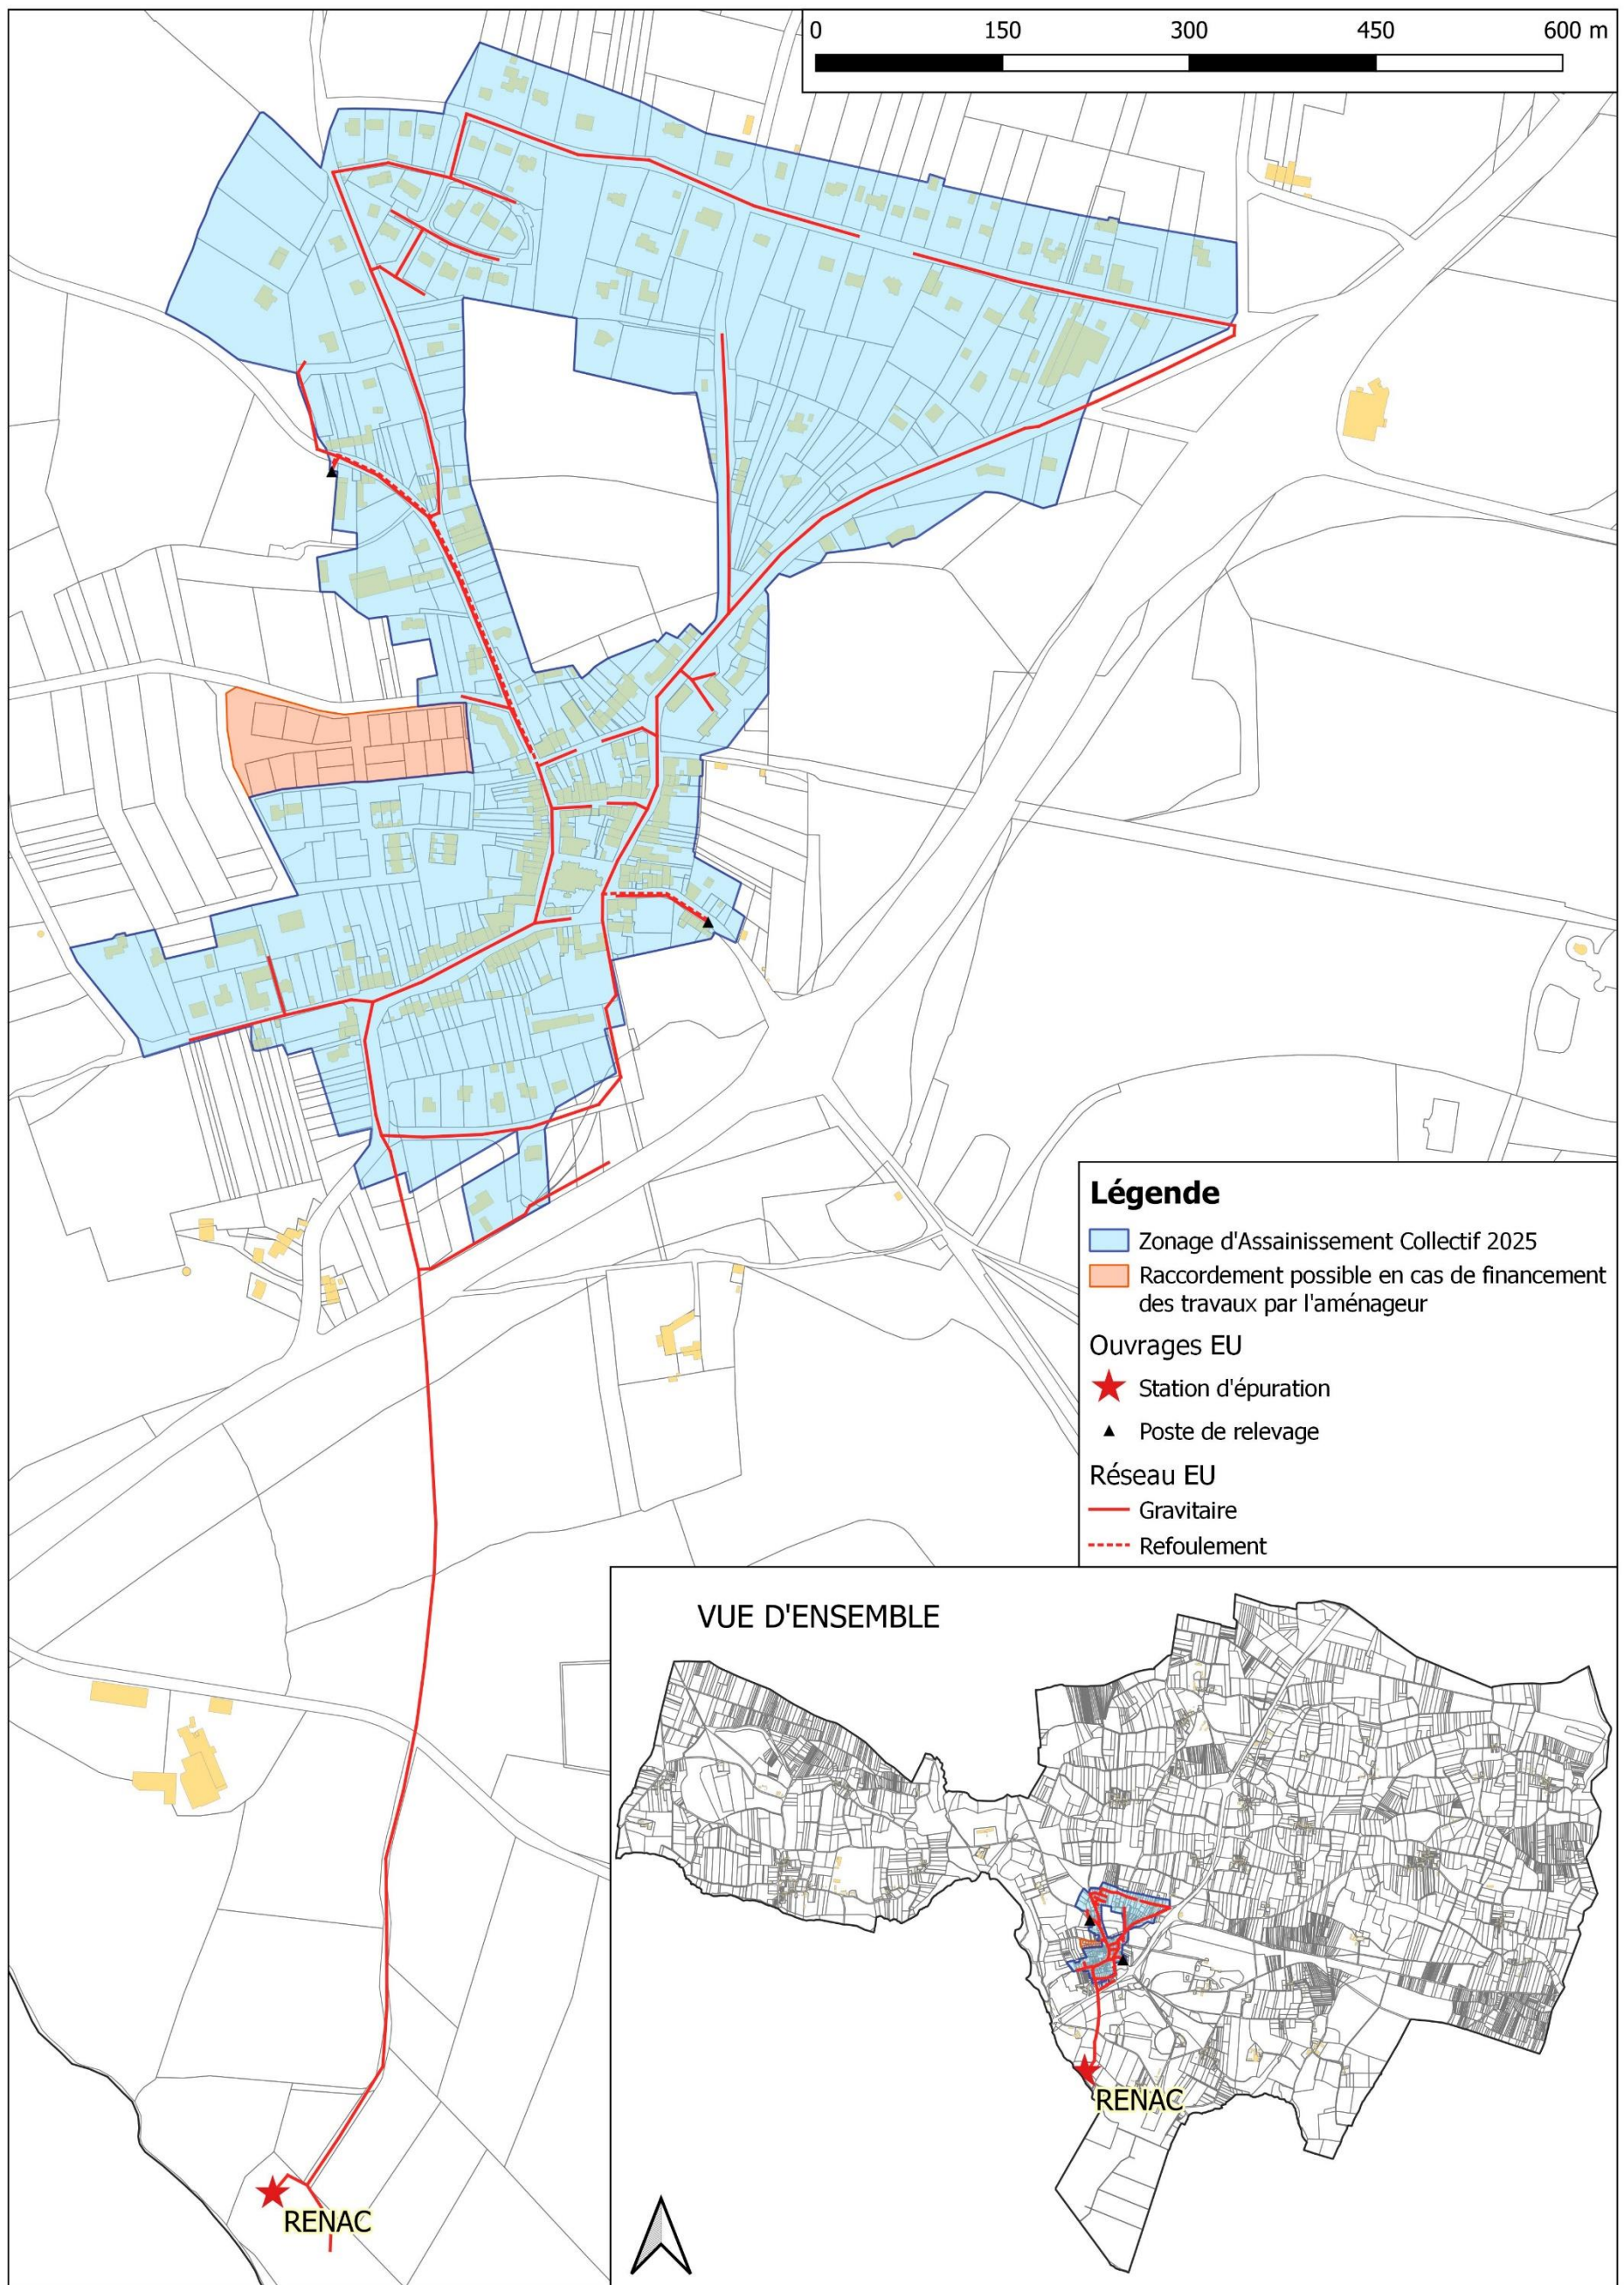 0 150 300 450 600 m
Légende
Zonage d'Assainissement Collectif 2025
Raccordement possible en cas de financement
des travaux par l'aménageur
Ouvrages EU
Station d'épuration
Poste de relevage
Réseau EU
Gravitaire
Refoulement
VUE D'ENSEMBLE
RENAC
RENAC